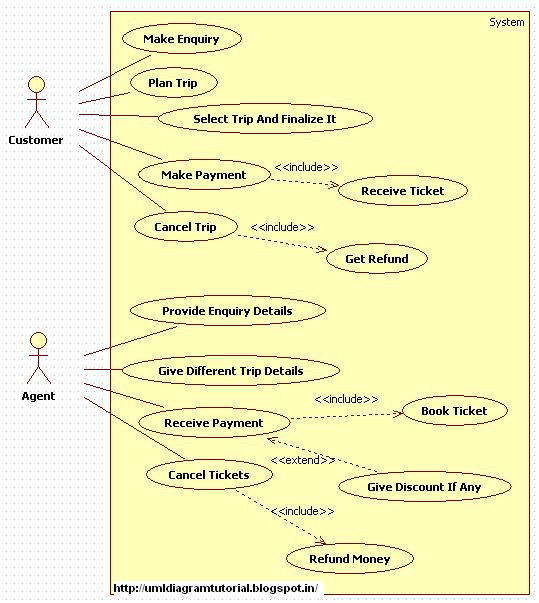 System
Make Enquiry
Plan Trip
Select Trip And Finalize It
Customer
Make Payment
<<include>>
Receive Ticket
Cancel Trip
<<include>>
Get Refund
Provide Enquiry Details
Give Different Trip Details
Agent
Receive Payment
<<include>>
Book Ticket
Cancel Tickets
<<extend>>
Give Discount If Any
<<include>>
Refund Money
http://umldiagramtutorial.blogspot.in/